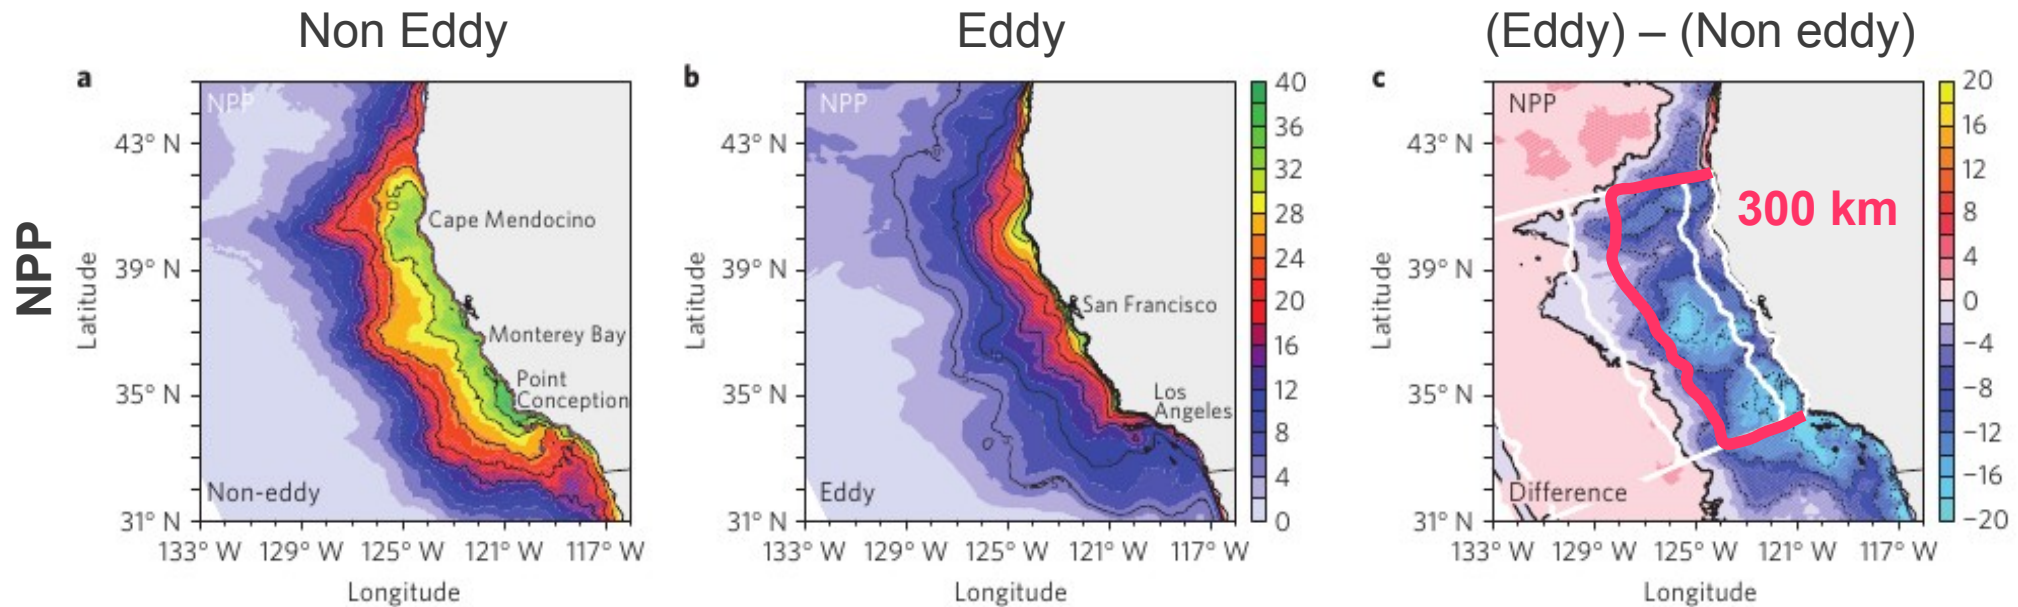 Non Eddy
Eddy
(Eddy) – (Non eddy)
NPP
a
NPP
43° N
39° N
35° N
31° N
Latitude
Cape Mendocino
Monterey Bay
Point
Conception
30
Non-eddy
133° W 129° W 125° W 121° W 117° W
Longitude
b
NPP
43° N
39° N
35° N
31° N
Latitude
San Francisco
Los
Angeles
Eddy
133° W 129° W 125° W 121° W 117° W
Longitude
40
36
32
28
24
20
16
12
8
4
0
c
NPP
43° N
39° N
35° N
31° N
Latitude
300 km
Difference
133° W 129° W 125° W 121° W 117° W
Longitude
20
16
12
8
4
0
−4
−8
−12
−16
−20